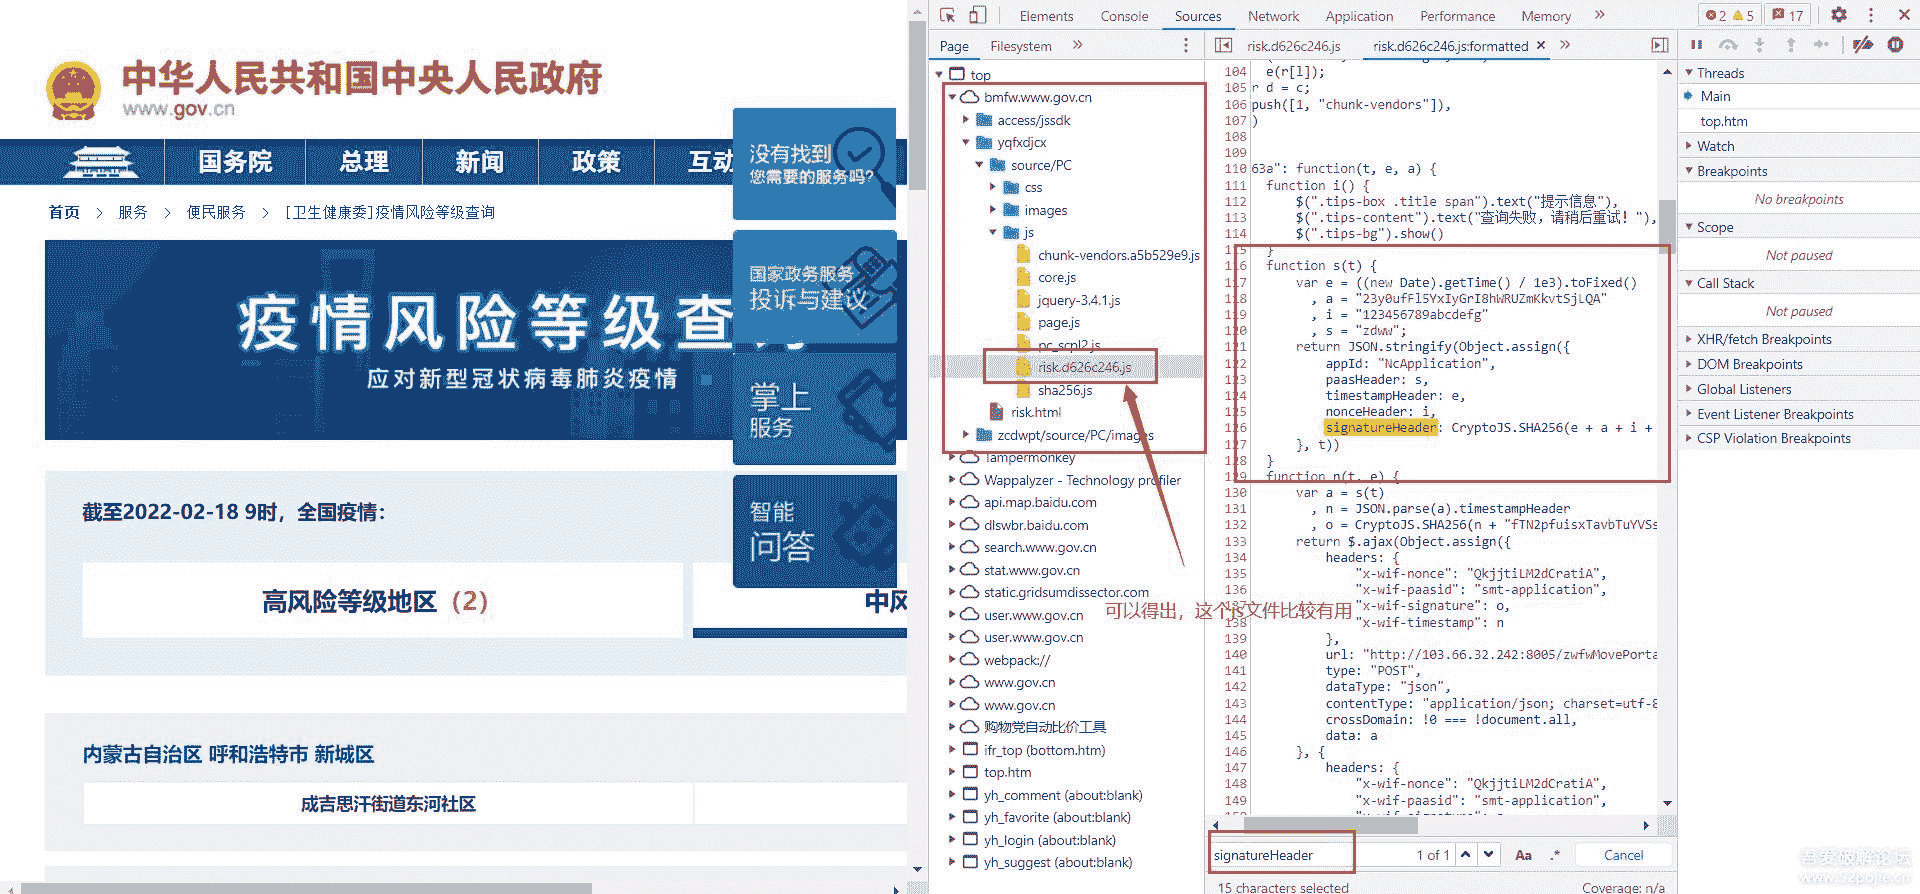 中华人民共和国中央人民政府
www.gov.cn
国务院
总理
新闻
政策
互动
首页 > 服务 > 便民服务 > [卫生健康委]疫情风险等级查询
没有找到
您需要的服务吗?
国家政务服务
投诉与建议
掌上
服务
智能
问答
疫情风险等级查
应对新型冠状病毒肺炎疫情
截至2022-02-18 9时，全国疫情：
高风险等级地区（2）
中风
内蒙古自治区 呼和浩特市 新城区
成吉思汗街道东河社区
Elements Console Sources Network Application Performance Memory »
2 5 17
Page Filesystem »
risk.d626c246.js risk.d626c246.js:formatted × »
top
bmfw.www.gov.cn
access/jssdk
yqfxdjcx
source/PC
css
images
js
chunk-vendors.a5b529e9.js
core.js
jquery-3.4.1.js
page.js
pc_scpl2.js
risk.d626c246.js
sha256.js
risk.html
zcdwpt/source/PC/images
Tampermonkey
Wappalyzer - Technology profiler
api.map.baidu.com
dlswbr.baidu.com
search.www.gov.cn
stat.www.gov.cn
static.gridsumdissector.com
user.www.gov.cn
user.www.gov.cn
webpack://
www.gov.cn
www.gov.cn
购物党自动比价工具
ifr_top (bottom.htm)
top.htm
yh_comment (about:blank)
yh_favorite (about:blank)
yh_login (about:blank)
yh_suggest (about:blank)
104 e(r[l]);
105 r d = c;
106 push([1, "chunk-vendors"]),
107 )
108
109
110 63a": function(t, e, a) {
111 function i() {
112 $(".tips-box .title span").text("提示信息"),
113 $(".tips-content").text("查询失败，请稍后重试！"),
114 $(".tips-bg").show()
115 }
116 function s(t) {
117 var e = ((new Date).getTime() / 1e3).toFixed()
118 , a = "23y0ufFl5YxIyGrI8hWRUZmKkvtSjLQA"
119 , i = "123456789abcdefg"
120 , s = "zdww";
121 return JSON.stringify(Object.assign({
122 appId: "NcApplication",
123 paasHeader: s,
124 timestampHeader: e,
125 nonceHeader: i,
126 signatureHeader: CryptoJS.SHA256(e + a + i +
127 }, t))
128 }
129 function n(t, e) {
130 var a = s(t)
131 , n = JSON.parse(a).timestampHeader
132 , o = CryptoJS.SHA256(n + "fTN2pfuisxTavbTuYVSs
133 return $.ajax(Object.assign({
134 headers: {
135 "x-wif-nonce": "QkjjtiLM2dCratiA",
136 "x-wif-paasid": "smt-application",
137 "x-wif-signature": o,
138 "x-wif-timestamp": n
139 },
140 url: "http://103.66.32.242:8005/zwfwMovePorta
141 type: "POST",
142 dataType: "json",
143 contentType: "application/json; charset=utf-8
144 crossDomain: !0 === !document.all,
145 data: a
146 }, {
147 headers: {
148 "x-wif-nonce": "QkjjtiLM2dCratiA",
149 "x-wif-paasid": "smt-application",
可以得出，这个js文件比较有用
signatureHeader
1 of 1
Aa .* Cancel
15 characters selected
Coverage: n/a
Threads
Main
top.htm
Watch
Breakpoints
No breakpoints
Scope
Not paused
Call Stack
Not paused
XHR/fetch Breakpoints
DOM Breakpoints
Global Listeners
Event Listener Breakpoints
CSP Violation Breakpoints
吾爱破解论坛
www.52pojie.cn